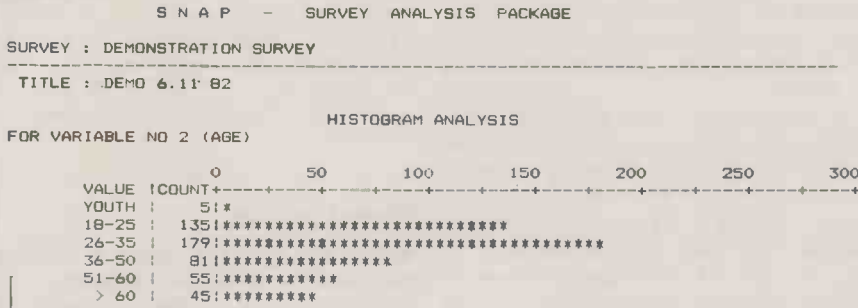 S N A P - SURVEY ANALYSIS PACKAGE
SURVEY : DEMONSTRATION SURVEY
TITLE : DEMO 6.11 82
HISTOGRAM ANALYSIS
FOR VARIABLE NO 2 (AGE)
0 50 100 150 200 250 300
VALUE !COUNT+----+----+----+----+----+----+----+----+----+----+----+----+
YOUTH ! 5!*
18-25 ! 135!***************************
26-35 ! 179!************************************
36-50 ! 81!****************
51-60 ! 55!***********
> 60 ! 45!*********